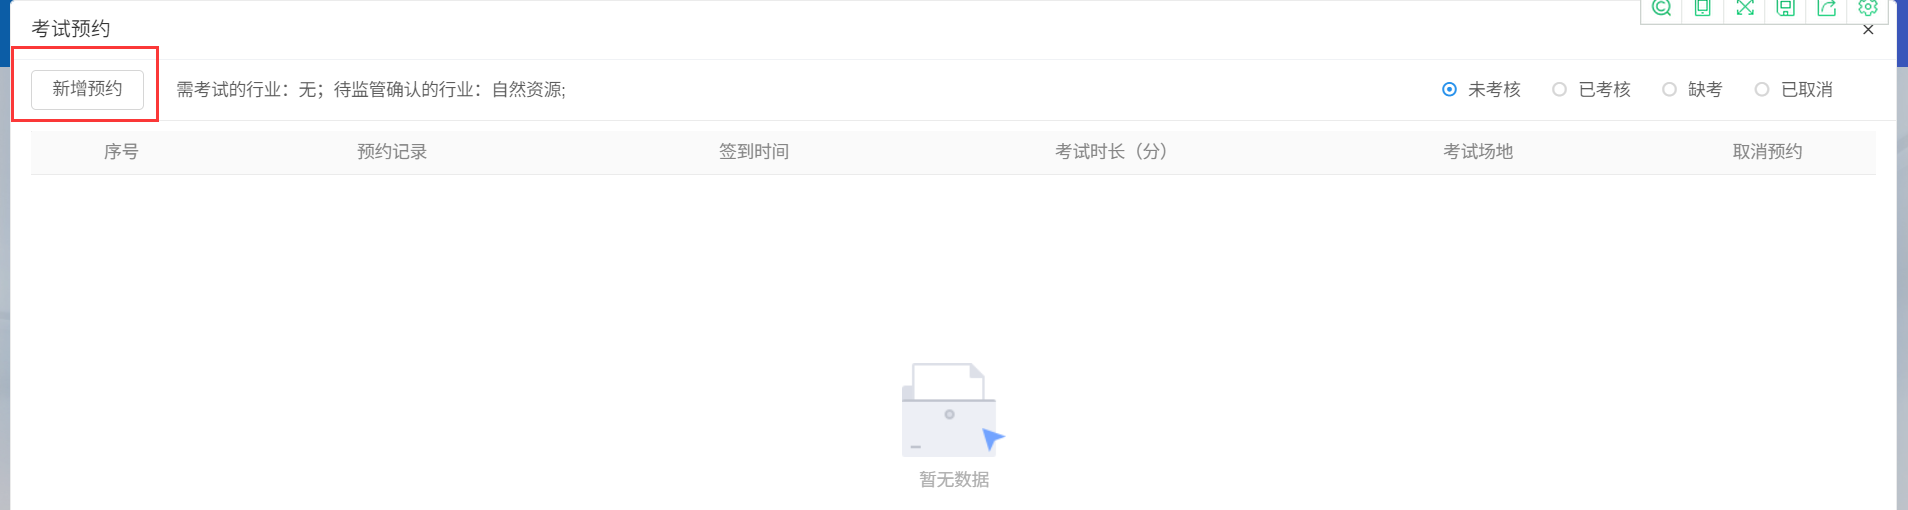 考试预约
新增预约 需考试的行业：无；待监管确认的行业：自然资源; 未考核 已考核 缺考 已取消
序号 预约记录 签到时间 考试时长（分） 考试场地 取消预约
暂无数据